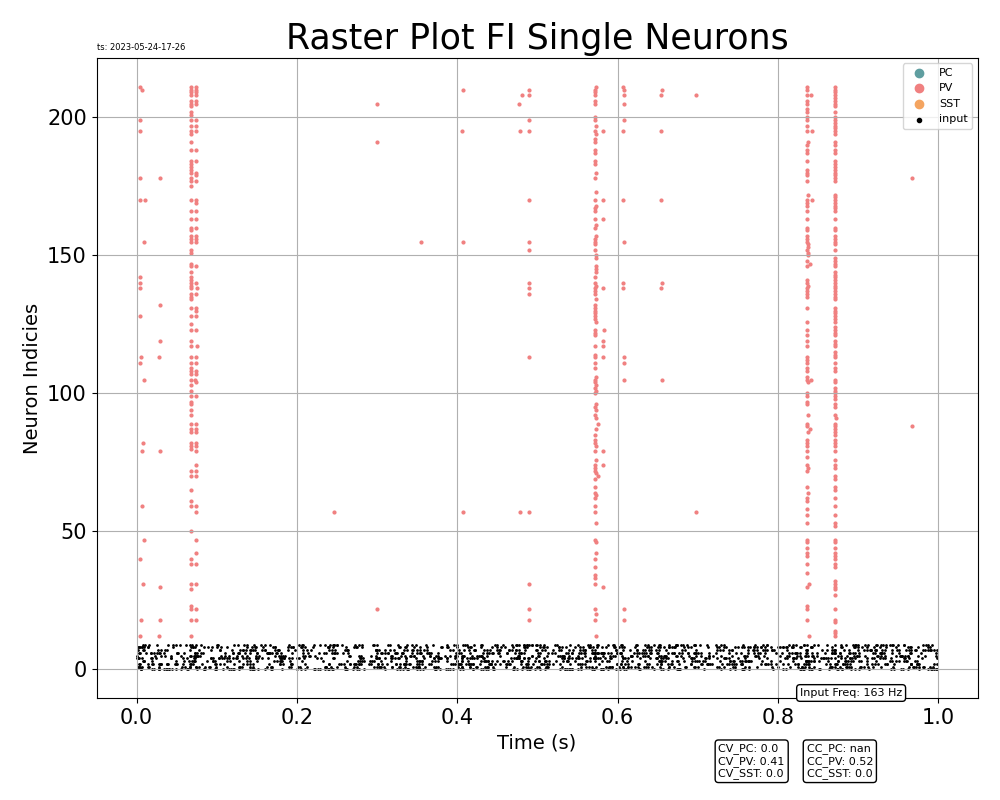 Raster Plot FI Single Neurons
ts: 2023-05-24-17-26
PC
PV
SST
input
Neuron Indicies
200
150
100
50
0
0.0 0.2 0.4 0.6 0.8 1.0
Time (s)
Input Freq: 163 Hz
CV_PC: 0.0
CV_PV: 0.41
CV_SST: 0.0
CC_PC: nan
CC_PV: 0.52
CC_SST: 0.0